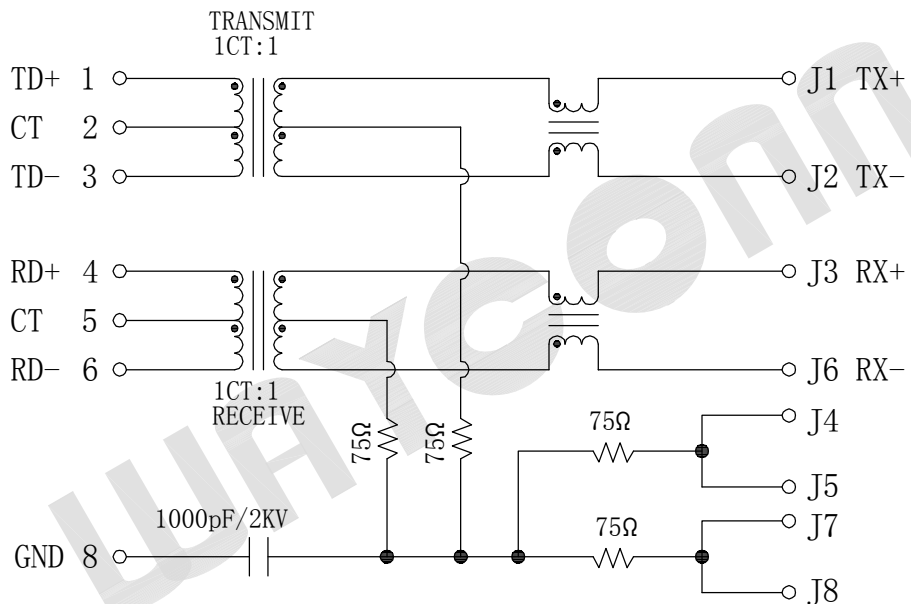 TRANSMIT
1CT:1
TD+ 1
CT 2
TD- 3
J1 TX+
J2 TX-
RD+ 4
CT 5
RD- 6
J3 RX+
J6 RX-
1CT:1
RECEIVE
75Ω
75Ω
75Ω
J4
J5
1000pF/2KV
GND 8
75Ω
J7
J8
WAYCONN